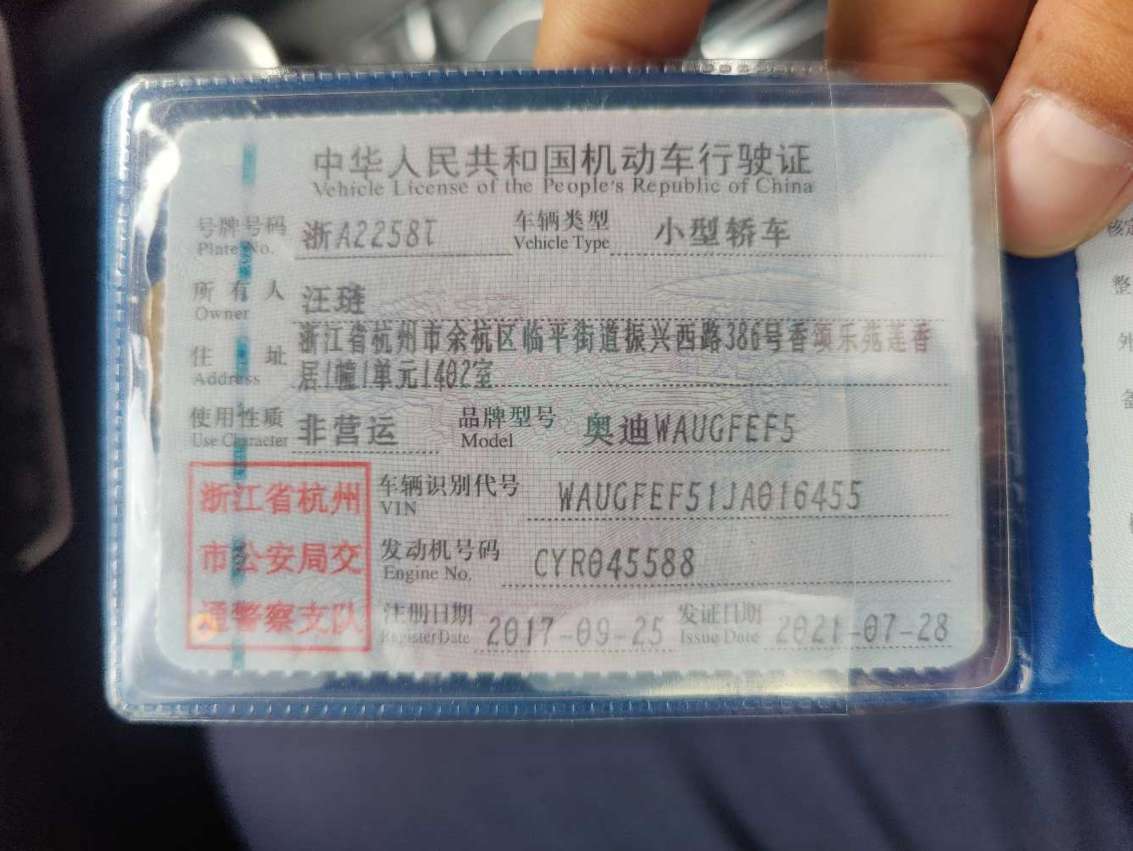 中华人民共和国机动车行驶证
Vehicle License of the People's Republic of China
号牌号码 浙A2258T 车辆类型 小型轿车
Plate No. Vehicle Type
所有人 汪琏
Owner
住址 浙江省杭州市余杭区临平街道振兴西路386号香颂乐苑莲香
Address 居1幢1单元1402室
使用性质 非营运 品牌型号 奥迪WAUGFEF5
Use Character Model
浙江省杭州
市公安局交
通警察支队
车辆识别代号 WAUGFEF51JA016455
VIN
发动机号码 CYR045588
Engine No.
注册日期 2017-09-25 发证日期 2021-07-28
Register Date Issue Date
核定
整
外